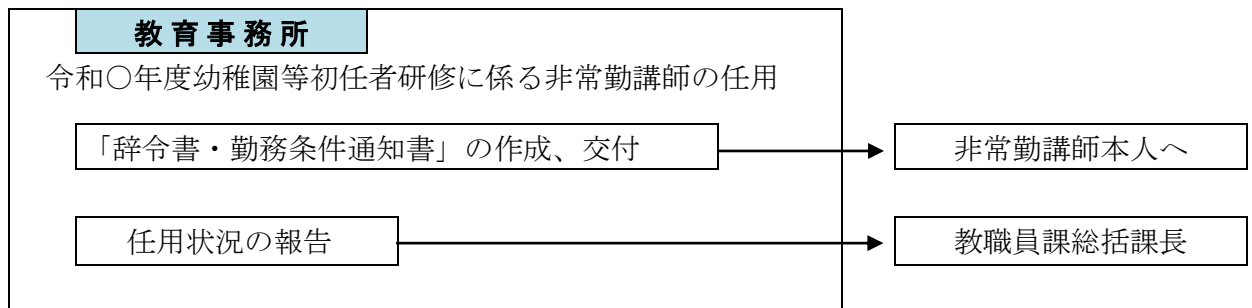 教育事務所
令和○年度幼稚園等初任者研修に係る非常勤講師の任用
「辞令書・勤務条件通知書」の作成、交付
非常勤講師本人へ
任用状況の報告
教職員課総括課長